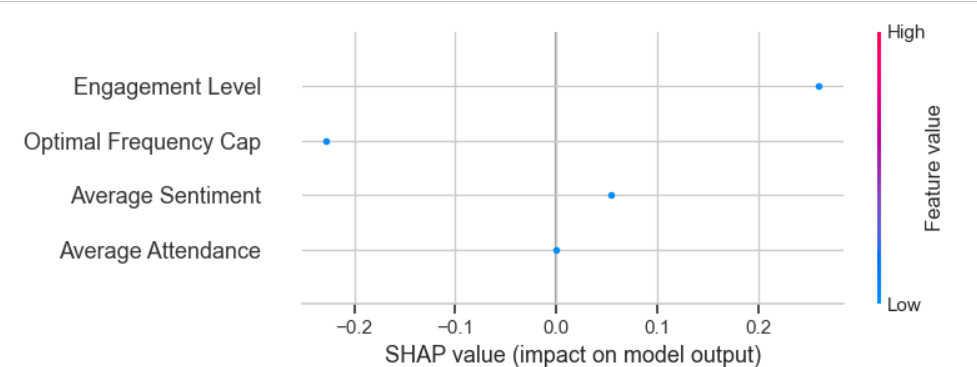 High
Engagement Level
Optimal Frequency Cap
Average Sentiment
Average Attendance
Feature value
Low
−0.2 −0.1 0.0 0.1 0.2
SHAP value (impact on model output)